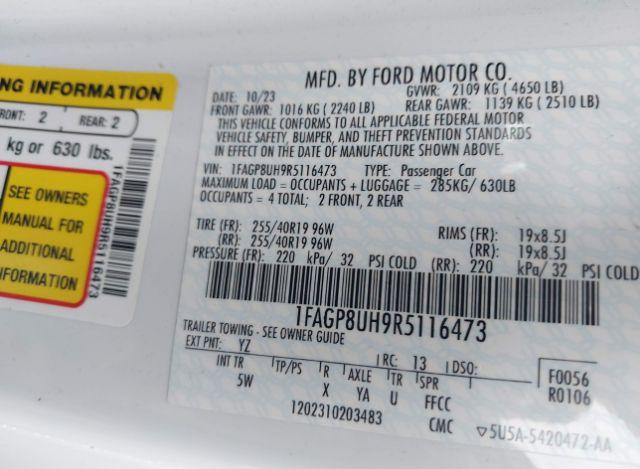 NG INFORMATION
FRONT: 2 REAR: 2
kg or 630 lbs.
SEE OWNERS
MANUAL FOR
ADDITIONAL
INFORMATION
1FAGP8UH9R5116473
MFD. BY FORD MOTOR CO.
DATE: 10/23 GVWR: 2109 KG ( 4650 LB)
FRONT GAWR: 1016 KG ( 2240 LB) REAR GAWR: 1139 KG ( 2510 LB)
THIS VEHICLE CONFORMS TO ALL APPLICABLE FEDERAL MOTOR
VEHICLE SAFETY, BUMPER, AND THEFT PREVENTION STANDARDS
IN EFFECT ON THE DATE OF MANUFACTURE SHOWN ABOVE.
VIN: 1FAGP8UH9R5116473 TYPE: Passenger Car
MAXIMUM LOAD = OCCUPANTS + LUGGAGE = 285KG/ 630LB
OCCUPANTS = 4 TOTAL; 2 FRONT, 2 REAR
TIRE (FR): 255/40R19 96W RIMS (FR): 19x8.5J
(RR): 255/40R19 96W (RR): 19x8.5J
PRESSURE (FR): 220 kPa/ 32 PSI COLD (RR): 220 kPa/ 32 PSI COLD
1FAGP8UH9R5116473
TRAILER TOWING - SEE OWNER GUIDE
EXT PNT: YZ RC: 13 F0056
INT TR TP/PS R AXLE TR SPR R0106
5W X YA U FFCC
1202310203483 CMC ▽5U5A-5420472-AA